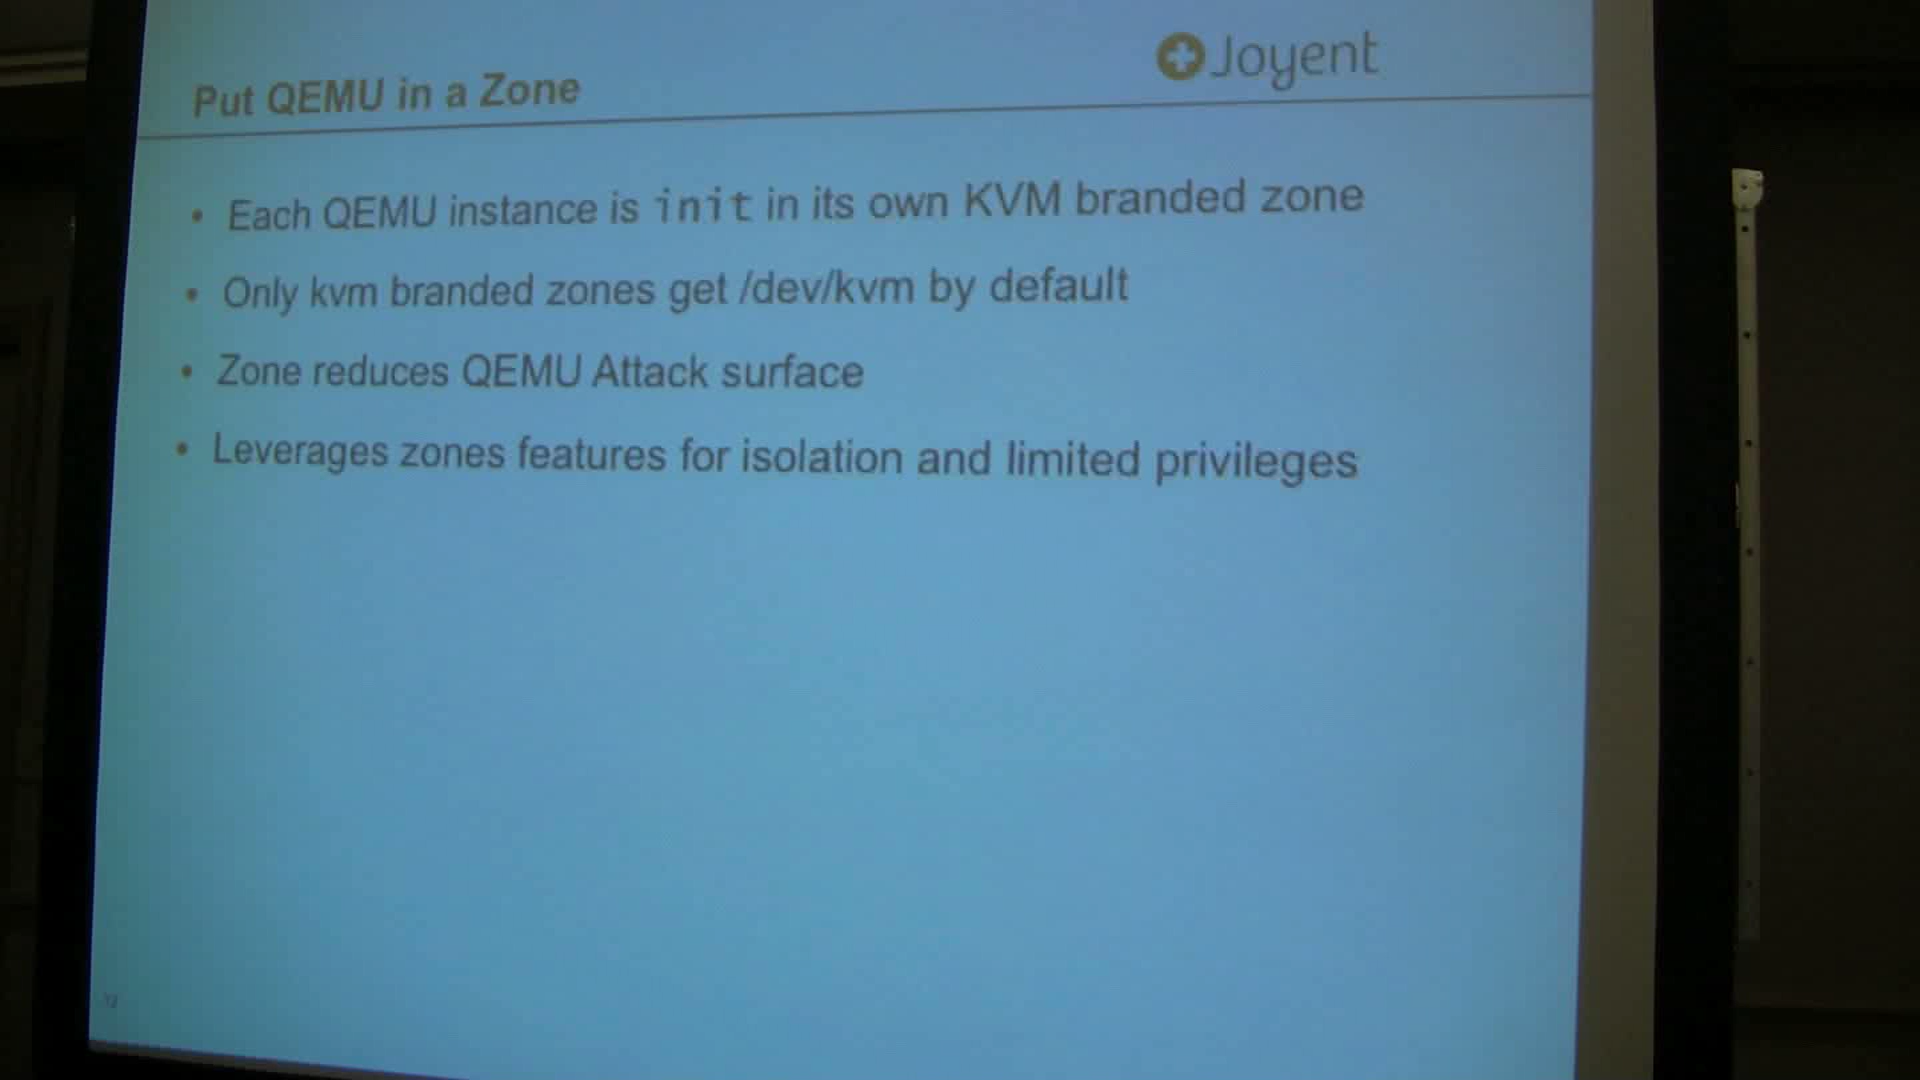 Joyent
Put QEMU in a Zone
• Each QEMU instance is init in its own KVM branded zone
• Only kvm branded zones get /dev/kvm by default
• Zone reduces QEMU Attack surface
• Leverages zones features for isolation and limited privileges